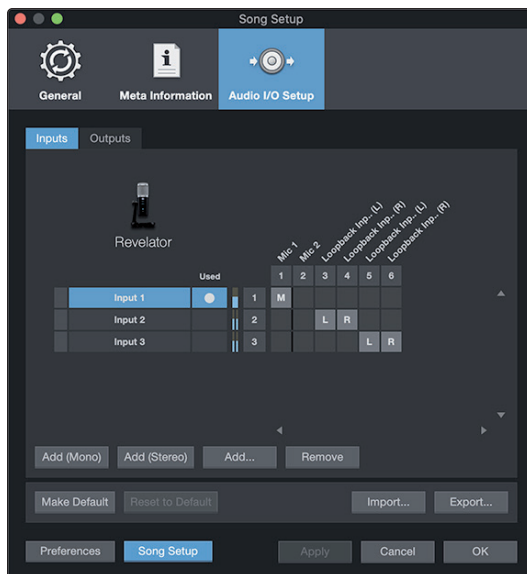 Song Setup
General
Meta Information
Audio I/O Setup
Inputs
Outputs
Revelator
Mic 1
Mic 2
Loopback Inp.. (L)
Loopback Inp.. (R)
Loopback Inp.. (L)
Loopback Inp.. (R)
Used
1 2 3 4 5 6
Input 1 1 M
Input 2 2 L R
Input 3 3 L R
Add (Mono)
Add (Stereo)
Add...
Remove
Make Default
Reset to Default
Import...
Export...
Preferences
Song Setup
Apply
Cancel
OK